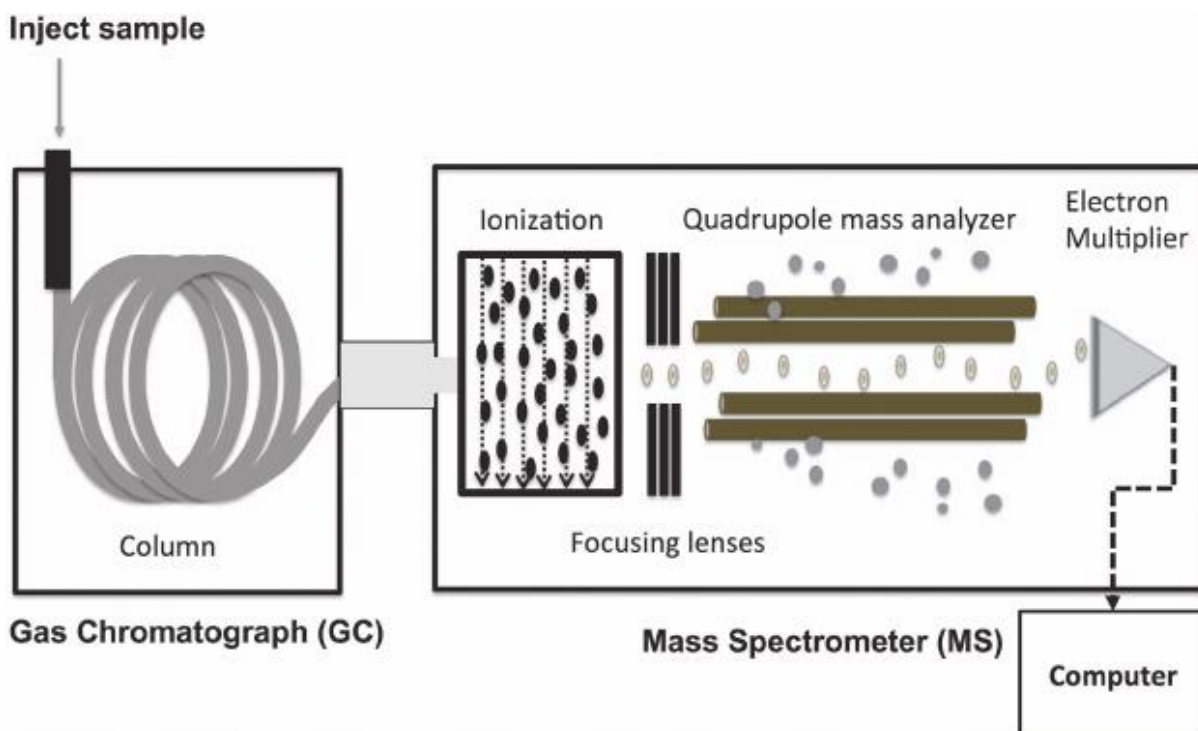 Inject sample
Ionization
Quadrupole mass analyzer
Electron
Multiplier
Column
Focusing lenses
Gas Chromatograph (GC)
Mass Spectrometer (MS)
Computer